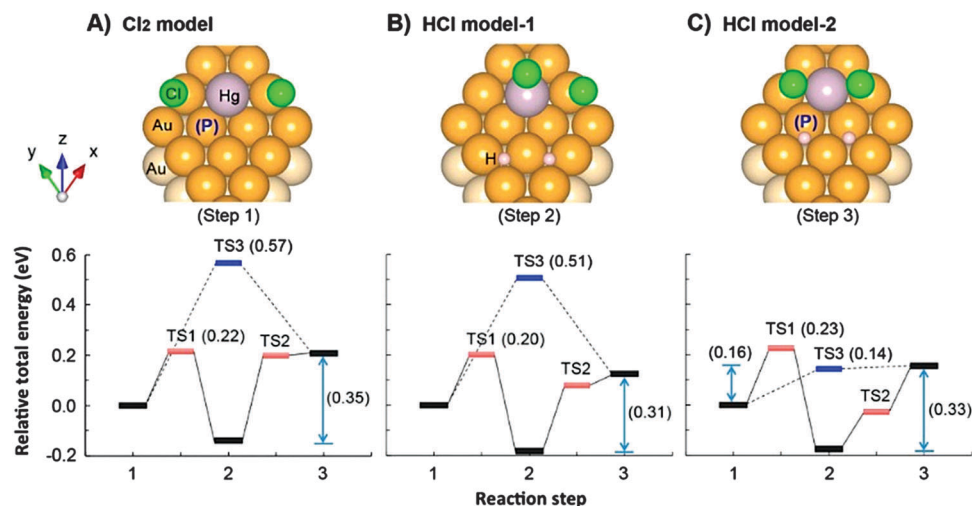 A) Cl2 model
B) HCl model-1
C) HCl model-2
Cl
Hg
Au
(P)
Au
z
y
x
H
(P)
(Step 1)
(Step 2)
(Step 3)
Relative total energy (eV)
0.6
0.4
0.2
0.0
-0.2
TS3 (0.57)
TS1 (0.22)
TS2
(0.35)
1
2
3
TS3 (0.51)
TS1 (0.20)
TS2
(0.31)
1
2
3
TS1 (0.23)
(0.16)
TS3 (0.14)
TS2
(0.33)
1
2
3
Reaction step